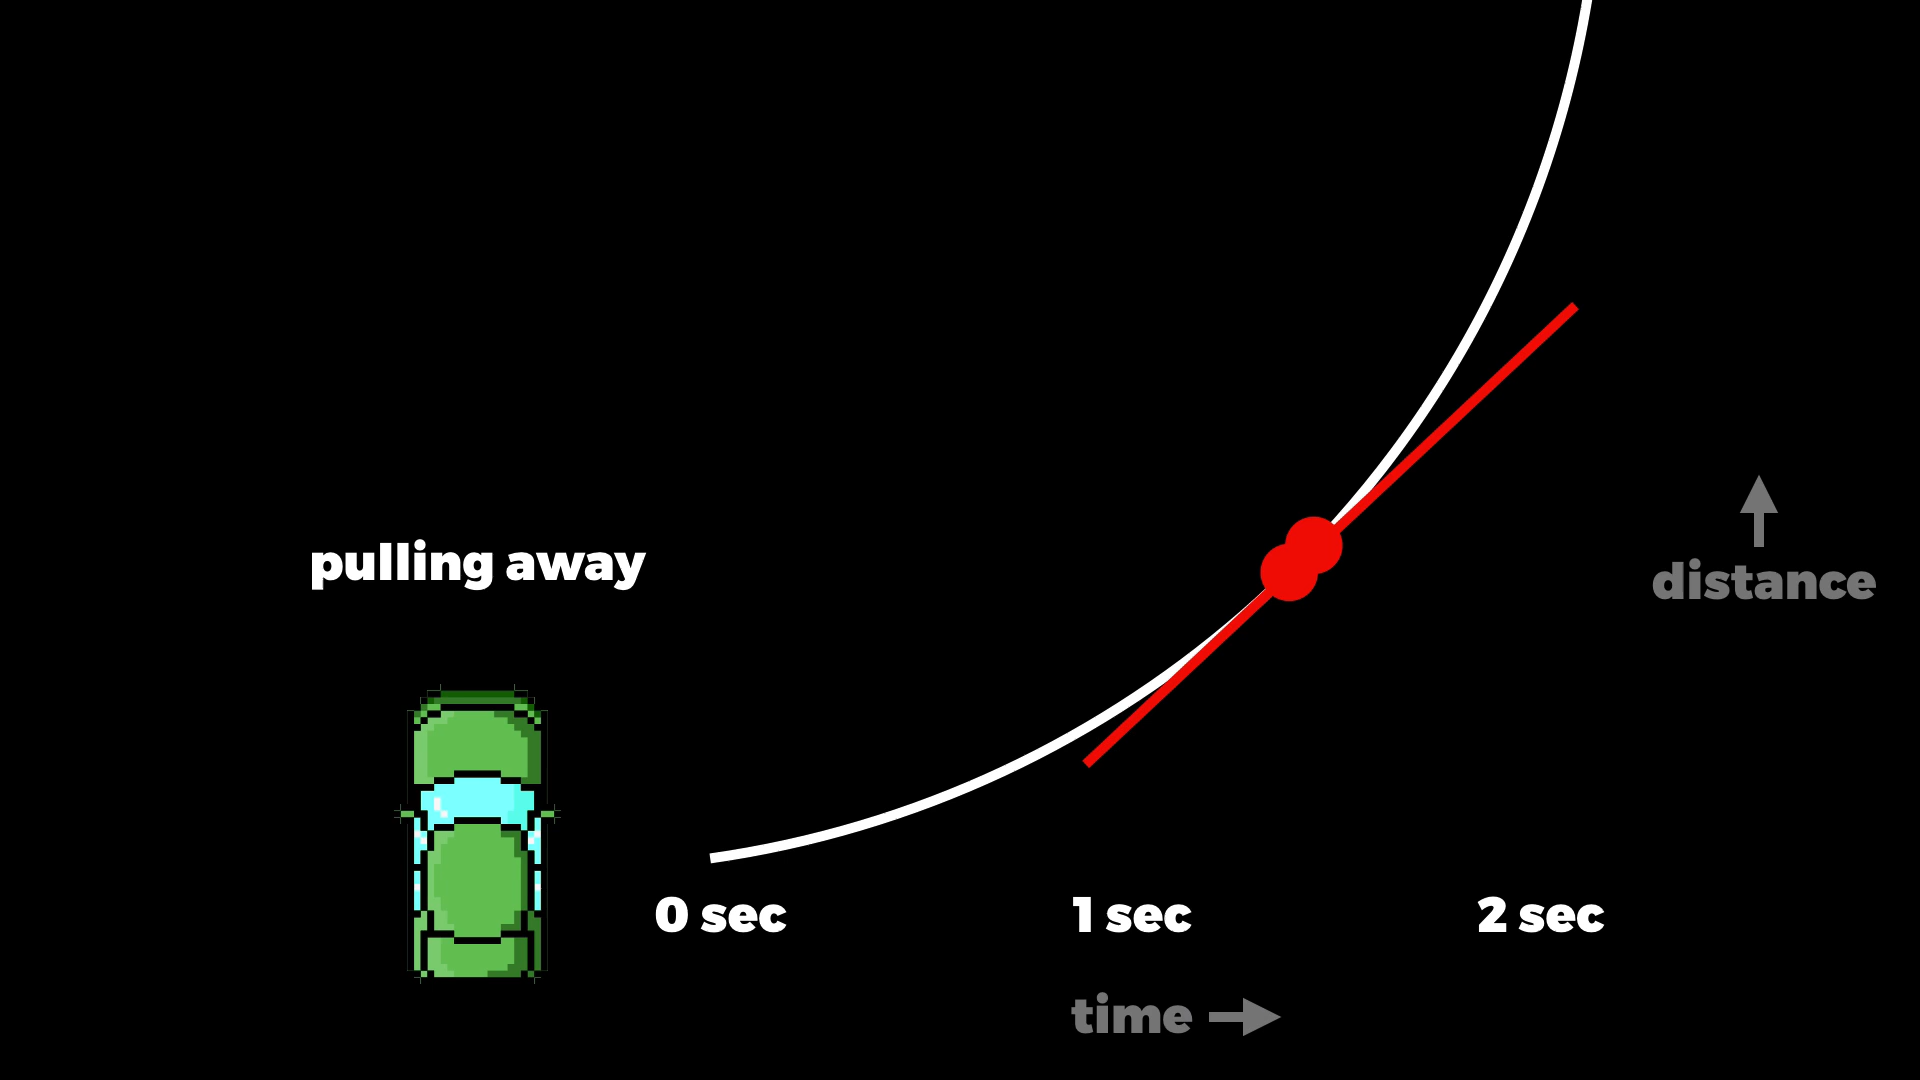 pulling away
distance
0 sec
1 sec
2 sec
time